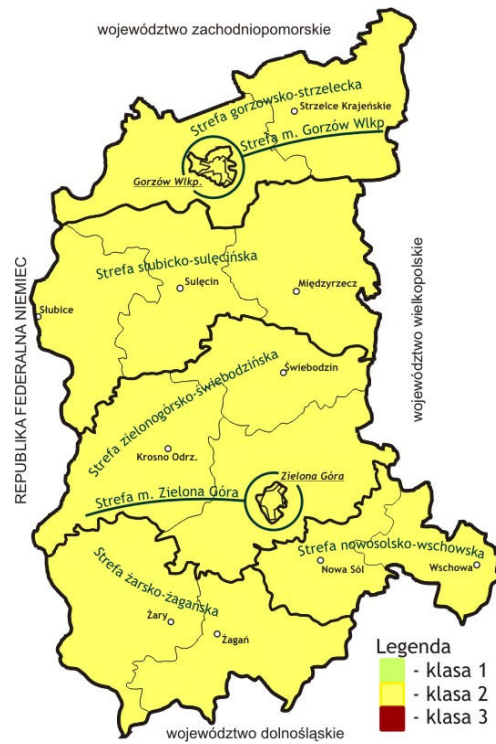 województwo zachodniopomorskie
Strefa gorzowsko-strzelecka
Strzelce Krajeńskie
Strefa m. Gorzów Wlkp
Gorzów Wlkp.
Strefa słubicko-sulęcińska
Sulęcin
Międzyrzecz
Słubice
REPUBLIKA FEDERALNA NIEMIEC
województwo wielkopolskie
Strefa zielonogórsko-świebodzińska
Świebodzin
Krosno Odrz.
Zielona Góra
Strefa m. Zielona Góra
Strefa nowosolsko-wschowska
Nowa Sól
Wschowa
Strefa żarsko-żagańska
Żary
Żagań
Legenda
- klasa 1
- klasa 2
- klasa 3
województwo dolnośląskie